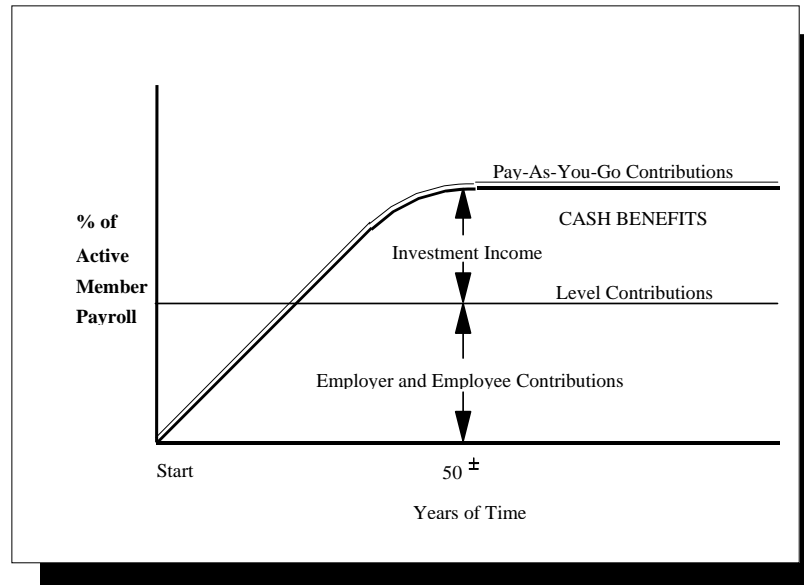 Pay-As-You-Go Contributions
CASH BENEFITS
% of
Active
Member
Payroll
Investment Income
Level Contributions
Employer and Employee Contributions
Start
50 ±
Years of Time